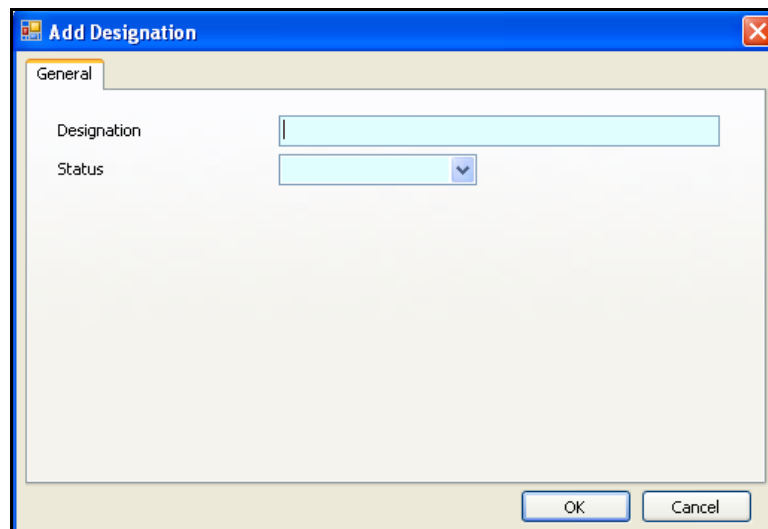 Add Designation
General
Designation
Status
OK Cancel